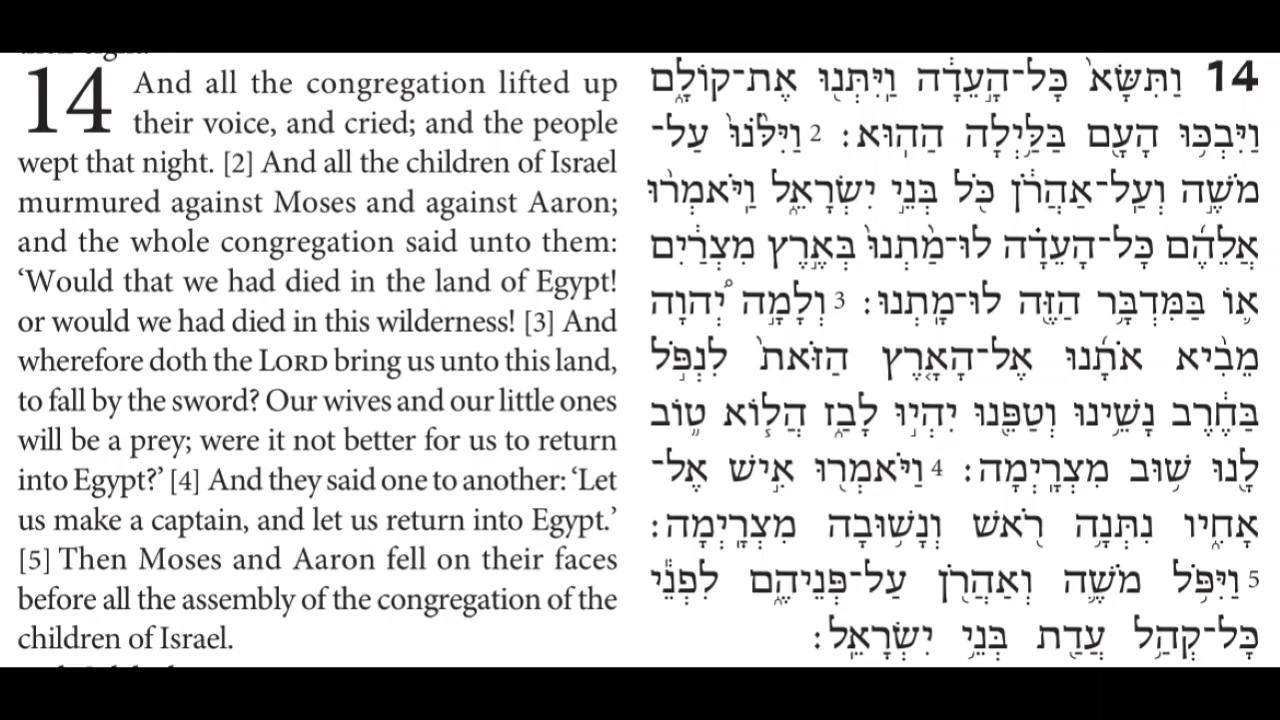 14 And all the congregation lifted up
their voice, and cried; and the people
wept that night. [2] And all the children of Israel
murmured against Moses and against Aaron;
and the whole congregation said unto them:
‘Would that we had died in the land of Egypt!
or would we had died in this wilderness! [3] And
wherefore doth the LORD bring us unto this land,
to fall by the sword? Our wives and our little ones
will be a prey; were it not better for us to return
into Egypt?’ [4] And they said one to another: ‘Let
us make a captain, and let us return into Egypt.’
[5] Then Moses and Aaron fell on their faces
before all the assembly of the congregation of the
children of Israel.
14 וַתִּשָּׂא֙ כׇּל־הָ֣עֵדָ֔ה וַֽיִּתְּנ֖וּ אֶת־קוֹלָ֑ם
וַיִּבְכּ֥וּ הָעָ֖ם בַּלַּ֥יְלָה הַהֽוּא׃ 2 וַיִּלֹּ֙נוּ֙ עַל־
מֹשֶׁ֣ה וְעַֽל־אַהֲרֹ֔ן כֹּ֖ל בְּנֵ֣י יִשְׂרָאֵ֑ל וַֽיֹּאמְר֨וּ
אֲלֵהֶ֜ם כׇּל־הָעֵדָ֗ה לוּ־מַ֙תְנוּ֙ בְּאֶ֣רֶץ מִצְרַ֔יִם
א֛וֹ בַּמִּדְבָּ֥ר הַזֶּ֖ה לוּ־מָֽתְנוּ׃ 3 וְלָמָ֣ה יְ֠הֹוָ֠ה
מֵבִ֨יא אֹתָ֜נוּ אֶל־הָאָ֤רֶץ הַזֹּאת֙ לִנְפֹּ֣ל
בַּחֶ֔רֶב נָשֵׁ֥ינוּ וְטַפֵּ֖נוּ יִהְי֣וּ לָבַ֑ז הֲל֧וֹא ט֦וֹב
לָ֖נוּ שׁ֥וּב מִצְרָֽיְמָה׃ 4 וַיֹּאמְר֖וּ אִ֣ישׁ אֶל־
אָחִ֑יו נִתְּנָ֥ה רֹ֖אשׁ וְנָשׁ֥וּבָה מִצְרָֽיְמָה׃
5 וַיִּפֹּ֥ל מֹשֶׁ֛ה וְאַהֲרֹ֖ן עַל־פְּנֵיהֶ֑ם לִפְנֵ֕י
כׇּל־קְהַ֥ל עֲדַ֖ת בְּנֵ֥י יִשְׂרָאֵֽל׃